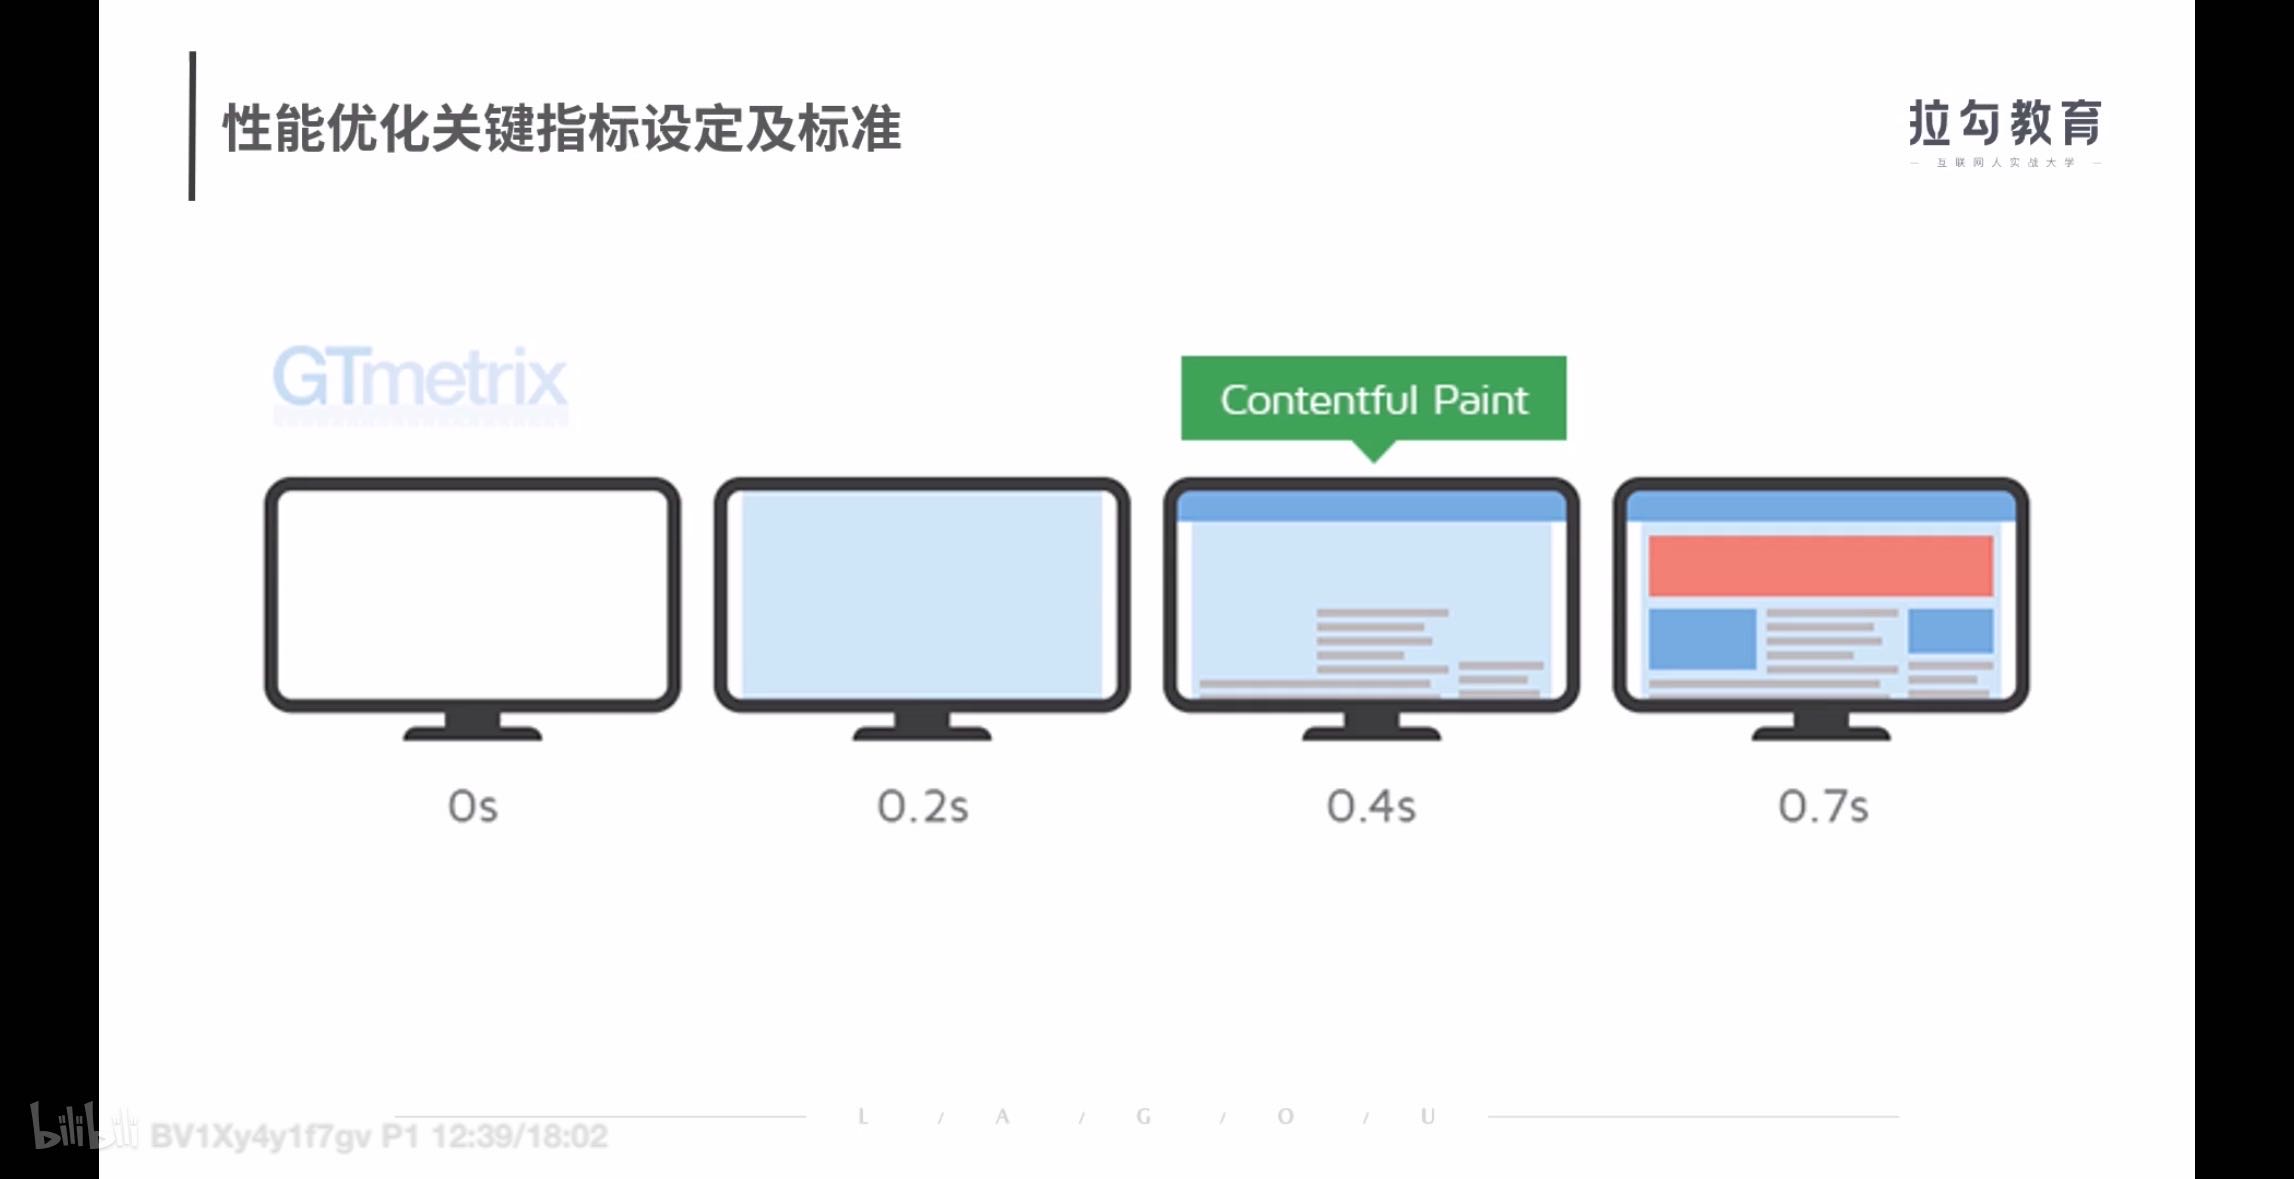 性能优化关键指标设定及标准
拉勾教育
互联网人实战大学
GTmetrix
Contentful Paint
0s
0.2s
0.4s
0.7s
L / A / G / O / U
bilibili BV1Xy4y1f7gv P1 12:39/18:02